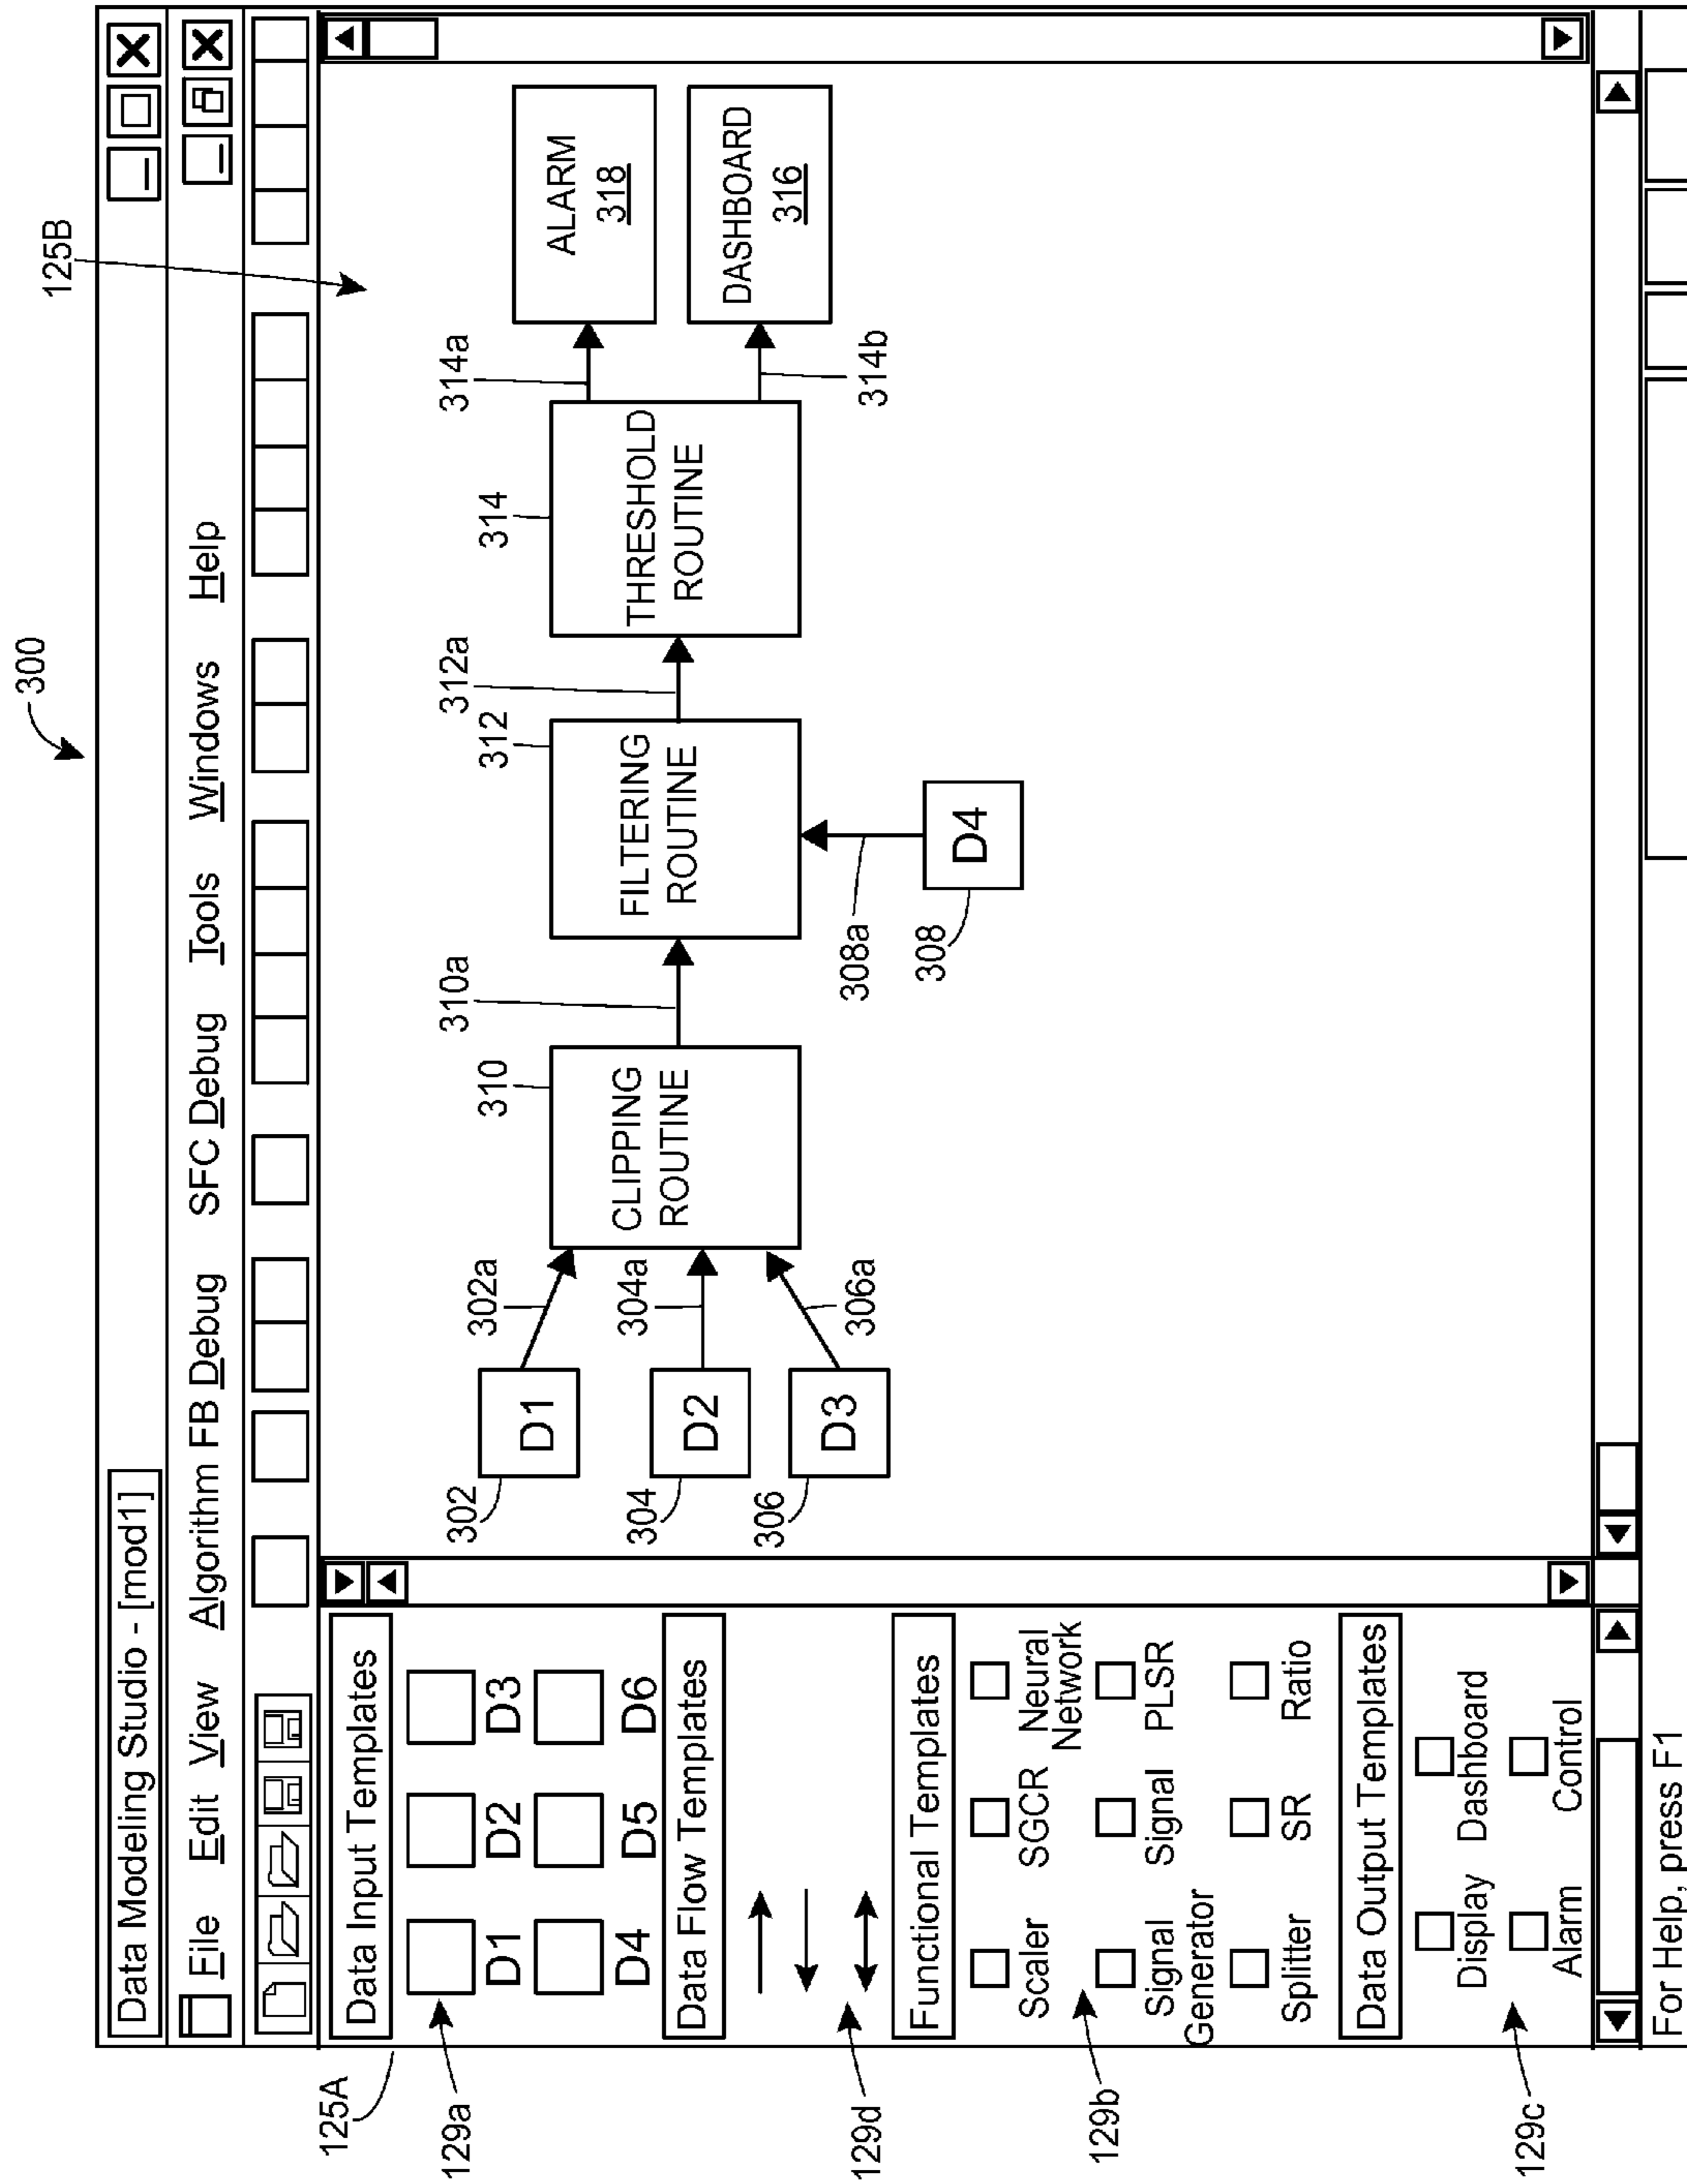 300
125B
Data Modeling Studio - [mod1]
File Edit View Algorithm FB Debug SFC Debug Tools Windows Help
125A
Data Input Templates
129a
D1 D2 D3
D4 D5 D6
Data Flow Templates
129d
Functional Templates
Scaler SGCR Neural
Network
129b
Signal Signal PLSR
Generator
Splitter SR Ratio
Data Output Templates
Display Dashboard
129c
Alarm Control
302
D1
302a
304
D2
304a
306
D3
306a
310
CLIPPING
ROUTINE
310a
312
FILTERING
ROUTINE
312a
308a
308
D4
314
THRESHOLD
ROUTINE
314a
314b
ALARM
318
DASHBOARD
316
For Help, press F1